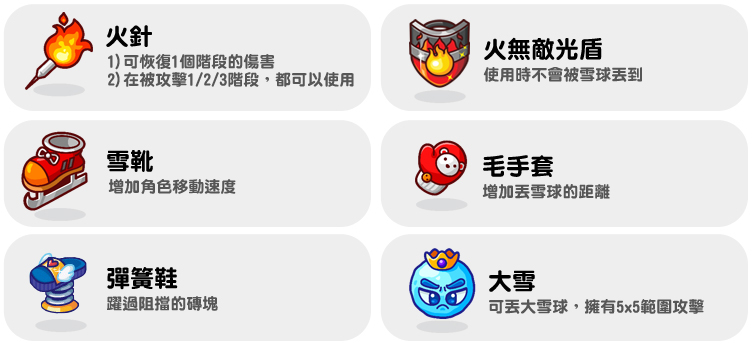 火針
1)可恢復1個階段的傷害
2)在被攻擊1/2/3階段，都可以使用
火無敵光盾
使用時不會被雪球丟到
雪靴
增加角色移動速度
毛手套
增加丟雪球的距離
彈簧鞋
躍過阻擋的磚塊
大雪
可丟大雪球，擁有5x5範圍攻擊